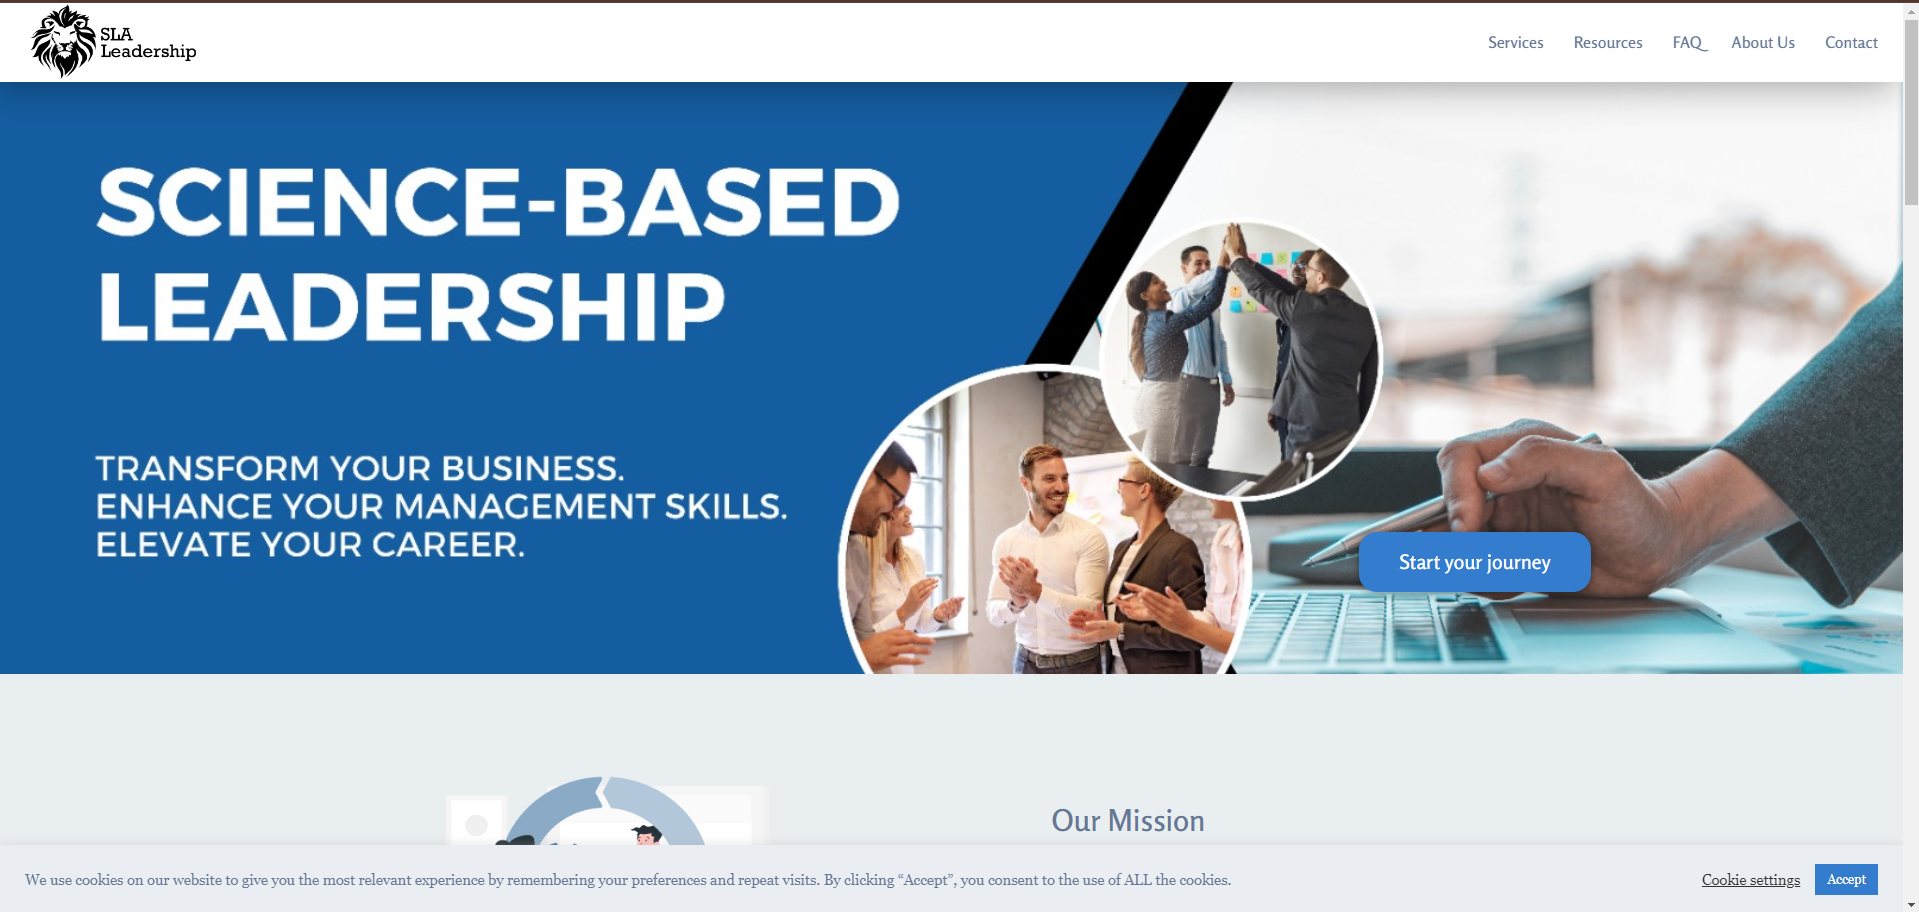 SLA
Leadership
Services
Resources
FAQ
About Us
Contact
SCIENCE-BASED
LEADERSHIP
TRANSFORM YOUR BUSINESS.
ENHANCE YOUR MANAGEMENT SKILLS.
ELEVATE YOUR CAREER.
Start your journey
Our Mission
We use cookies on our website to give you the most relevant experience by remembering your preferences and repeat visits. By clicking “Accept”, you consent to the use of ALL the cookies.
Cookie settings
Accept